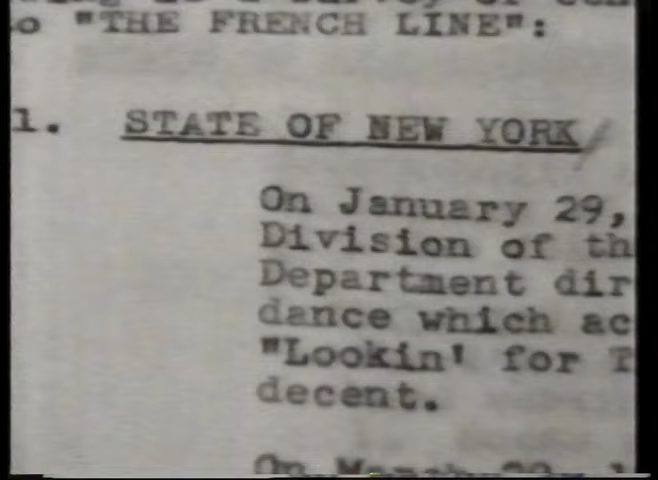 o "THE FRENCH LINE":
1. STATE OF NEW YORK
On January 29,
Division of th
Department dir
dance which ac
"Lookin' for T
decent.